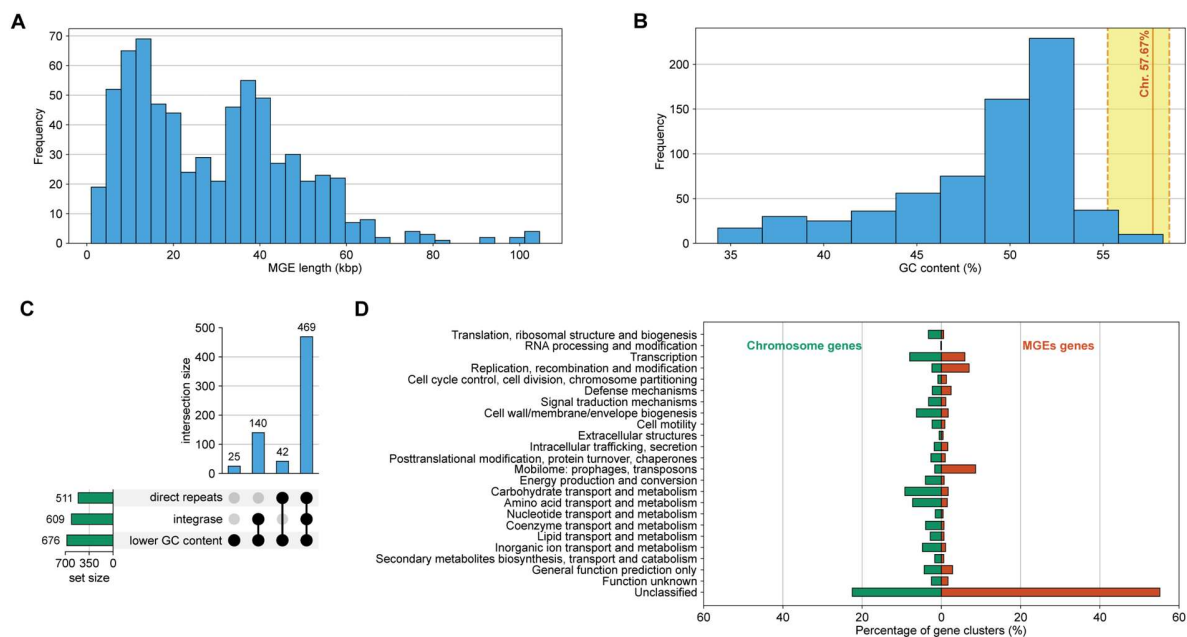 A
70
60
50
40
30
20
10
0
Frequency
0 20 40 60 80 100
MGE length (kbp)
B
200
150
100
50
0
Frequency
Chr. 57.67%
35 40 45 50 55
GC content (%)
C
500
400
300
200
100
0
intersection size
25 140 42 469
511 direct repeats
609 integrase
676 lower GC content
700 350 0
set size
D
Chromosome genes MGEs genes
Translation, ribosomal structure and biogenesis
RNA processing and modification
Transcription
Replication, recombination and modification
Cell cycle control, cell division, chromosome partitioning
Defense mechanisms
Signal traduction mechanisms
Cell wall/membrane/envelope biogenesis
Cell motility
Extracellular structures
Intracellular trafficking, secretion
Posttranslational modification, protein turnover, chaperones
Mobilome: prophages, transposons
Energy production and conversion
Carbohydrate transport and metabolism
Amino acid transport and metabolism
Nucleotide transport and metabolism
Coenzyme transport and metabolism
Lipid transport and metabolism
Inorganic ion transport and metabolism
Secondary metabolites biosynthesis, transport and catabolism
General function prediction only
Function unknown
Unclassified
60 40 20 0 20 40 60
Percentage of gene clusters (%)